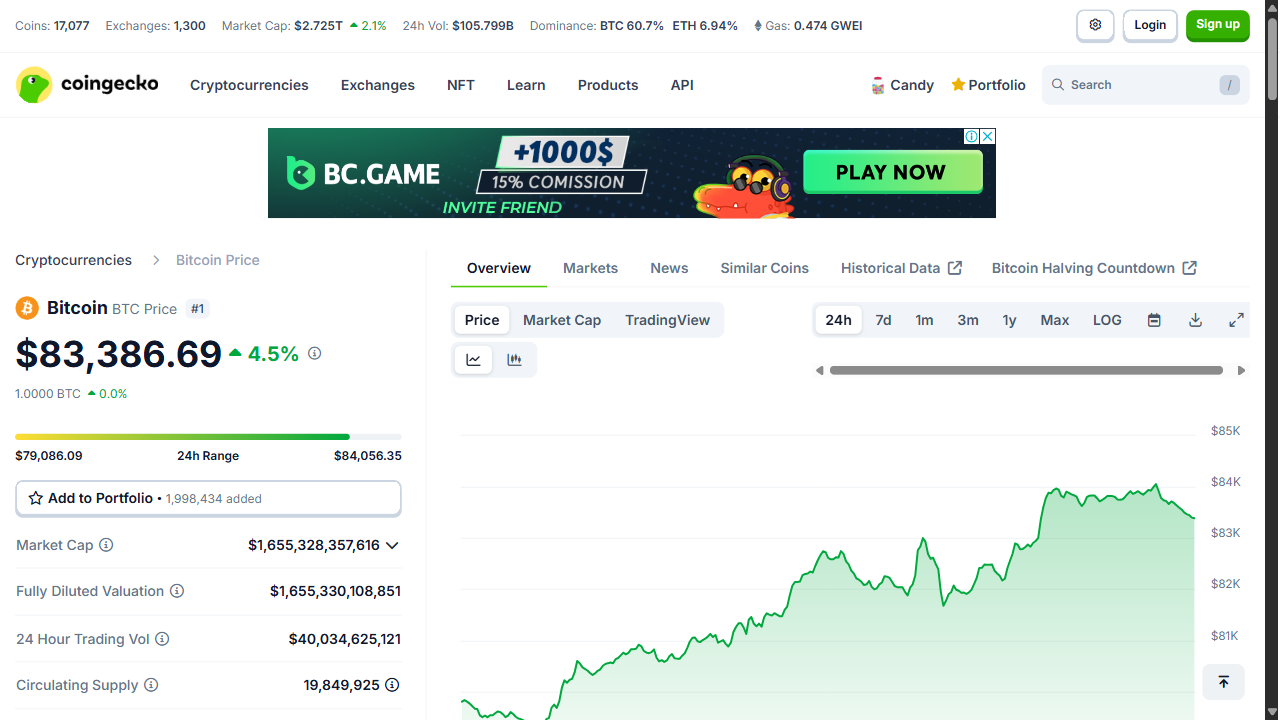 Coins: 17,077 Exchanges: 1,300 Market Cap: $2.725T 2.1% 24h Vol: $105.799B Dominance: BTC 60.7% ETH 6.94% Gas: 0.474 GWEI Login Sign up
coingecko Cryptocurrencies Exchanges NFT Learn Products API Candy Portfolio Search /
BC.GAME
+1000$
15% COMISSION
INVITE FRIEND
PLAY NOW
Cryptocurrencies Bitcoin Price
Bitcoin BTC Price #1
$83,386.69 4.5%
1.0000 BTC 0.0%
$79,086.09 24h Range $84,056.35
Add to Portfolio • 1,998,434 added
Market Cap $1,655,328,357,616
Fully Diluted Valuation $1,655,330,108,851
24 Hour Trading Vol $40,034,625,121
Circulating Supply 19,849,925
Overview Markets News Similar Coins Historical Data Bitcoin Halving Countdown
Price Market Cap TradingView 24h 7d 1m 3m 1y Max LOG
$85K
$84K
$83K
$82K
$81K